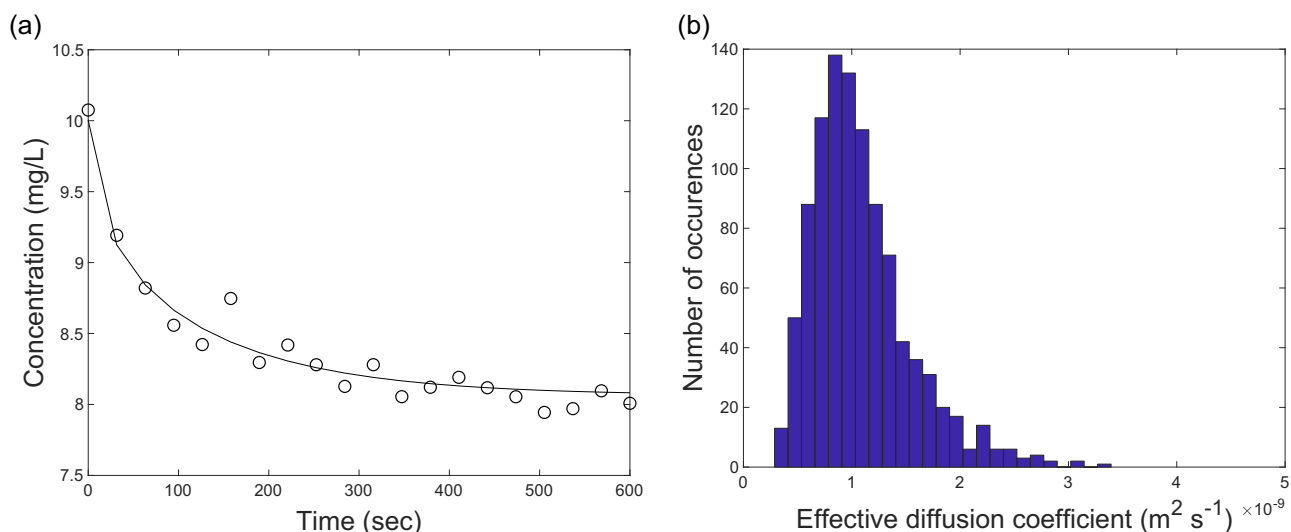 (a)
10.5
10
9.5
9
8.5
8
7.5
Concentration (mg/L)
0 100 200 300 400 500 600
Time (sec)
(b)
140
120
100
80
60
40
20
0
Number of occurences
0 1 2 3 4 5
×10⁻⁹
Effective diffusion coefficient (m² s⁻¹)